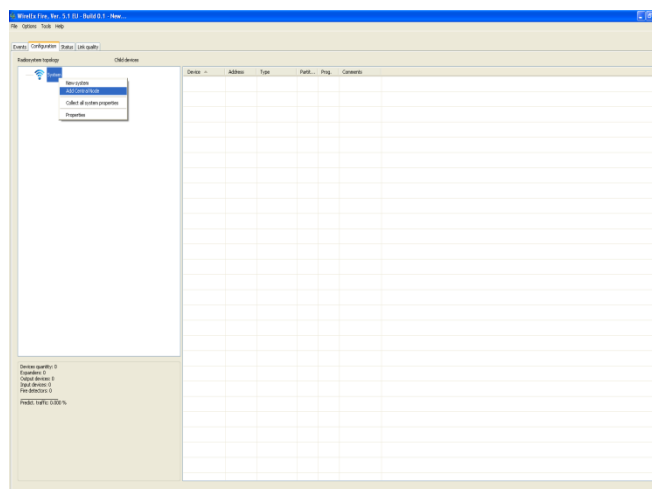 WirelEx Fire, Ver. 5.1 EU - Build 0.1 - New...
File Options Tools Help
Events Configuration Status Link quality
Radiosystem topology Child devices
System
New system
Add Control Node
Collect all system properties
Properties
Device Address Type Partit... Prog. Comments
Devices quantity: 0
Expanders: 0
Output devices: 0
Input devices: 0
Fire detectors: 0
Predict. traffic: 0.000 %